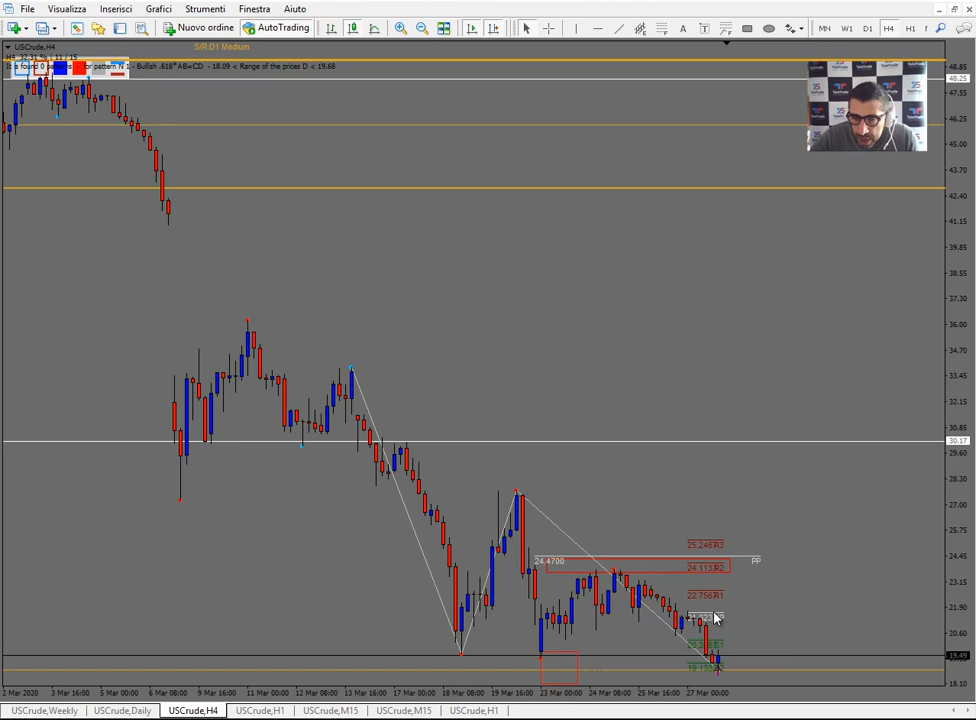 File Visualizza Inserisci Grafici Strumenti Finestra Aiuto
Nuovo ordine AutoTrading MN W1 D1 H4 H1
USCrude,H4 S/R:D1 Medium
for pattern N 1 - Bullish .618* AB=CD - 18.09 < Range of the prices D < 19.68
48.85
48.25
47.55
46.25
45.00
43.70
42.40
41.15
39.85
38.55
37.30
36.00
34.70
33.45
32.15
30.85
30.17
29.60
28.30
27.00
25.70
24.45
23.15
21.90
20.60
19.49
18.10
25.246 R3
24.4700 PP
24.113 R2
22.756 R1
2 Mar 2020 3 Mar 16:00 5 Mar 00:00 6 Mar 08:00 9 Mar 16:00 11 Mar 00:00 12 Mar 08:00 13 Mar 16:00 17 Mar 00:00 18 Mar 08:00 19 Mar 16:00 23 Mar 00:00 24 Mar 08:00 25 Mar 16:00 27 Mar 00:00
USCrude,Weekly USCrude,Daily USCrude,H4 USCrude,H1 USCrude,M15 USCrude,M15 USCrude,H1